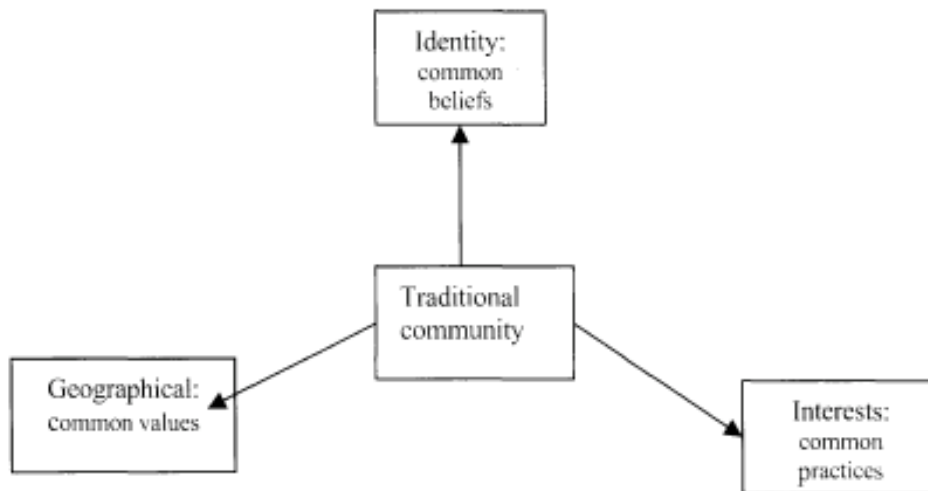 Identity:
common
beliefs
Traditional
community
Geographical:
common values
Interests:
common
practices